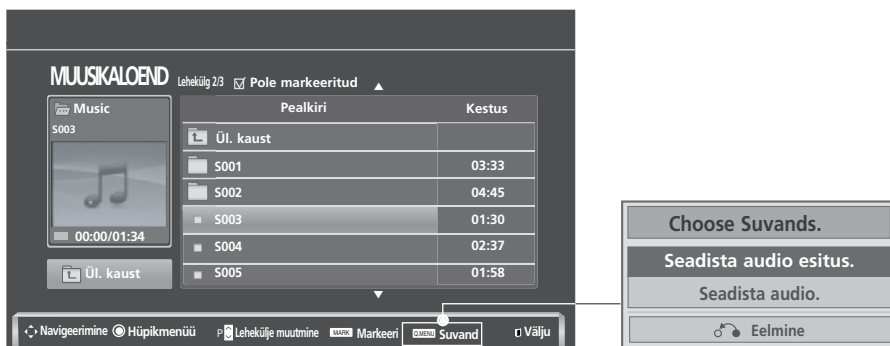 MUUSIKALOEND Lehekülg 2/3 Pole markeeritud
Music
S003
00:00/01:34
Ül. kaust
Pealkiri Kestus
Ül. kaust
S001 03:33
S002 04:45
S003 01:30
S004 02:37
S005 01:58
Navigeerimine Hüpikmenüü P Lehekülje muutmine MARK Markeeri Q.MENU Suvand Välju
Choose Suvands.
Seadista audio esitus.
Seadista audio.
Eelmine